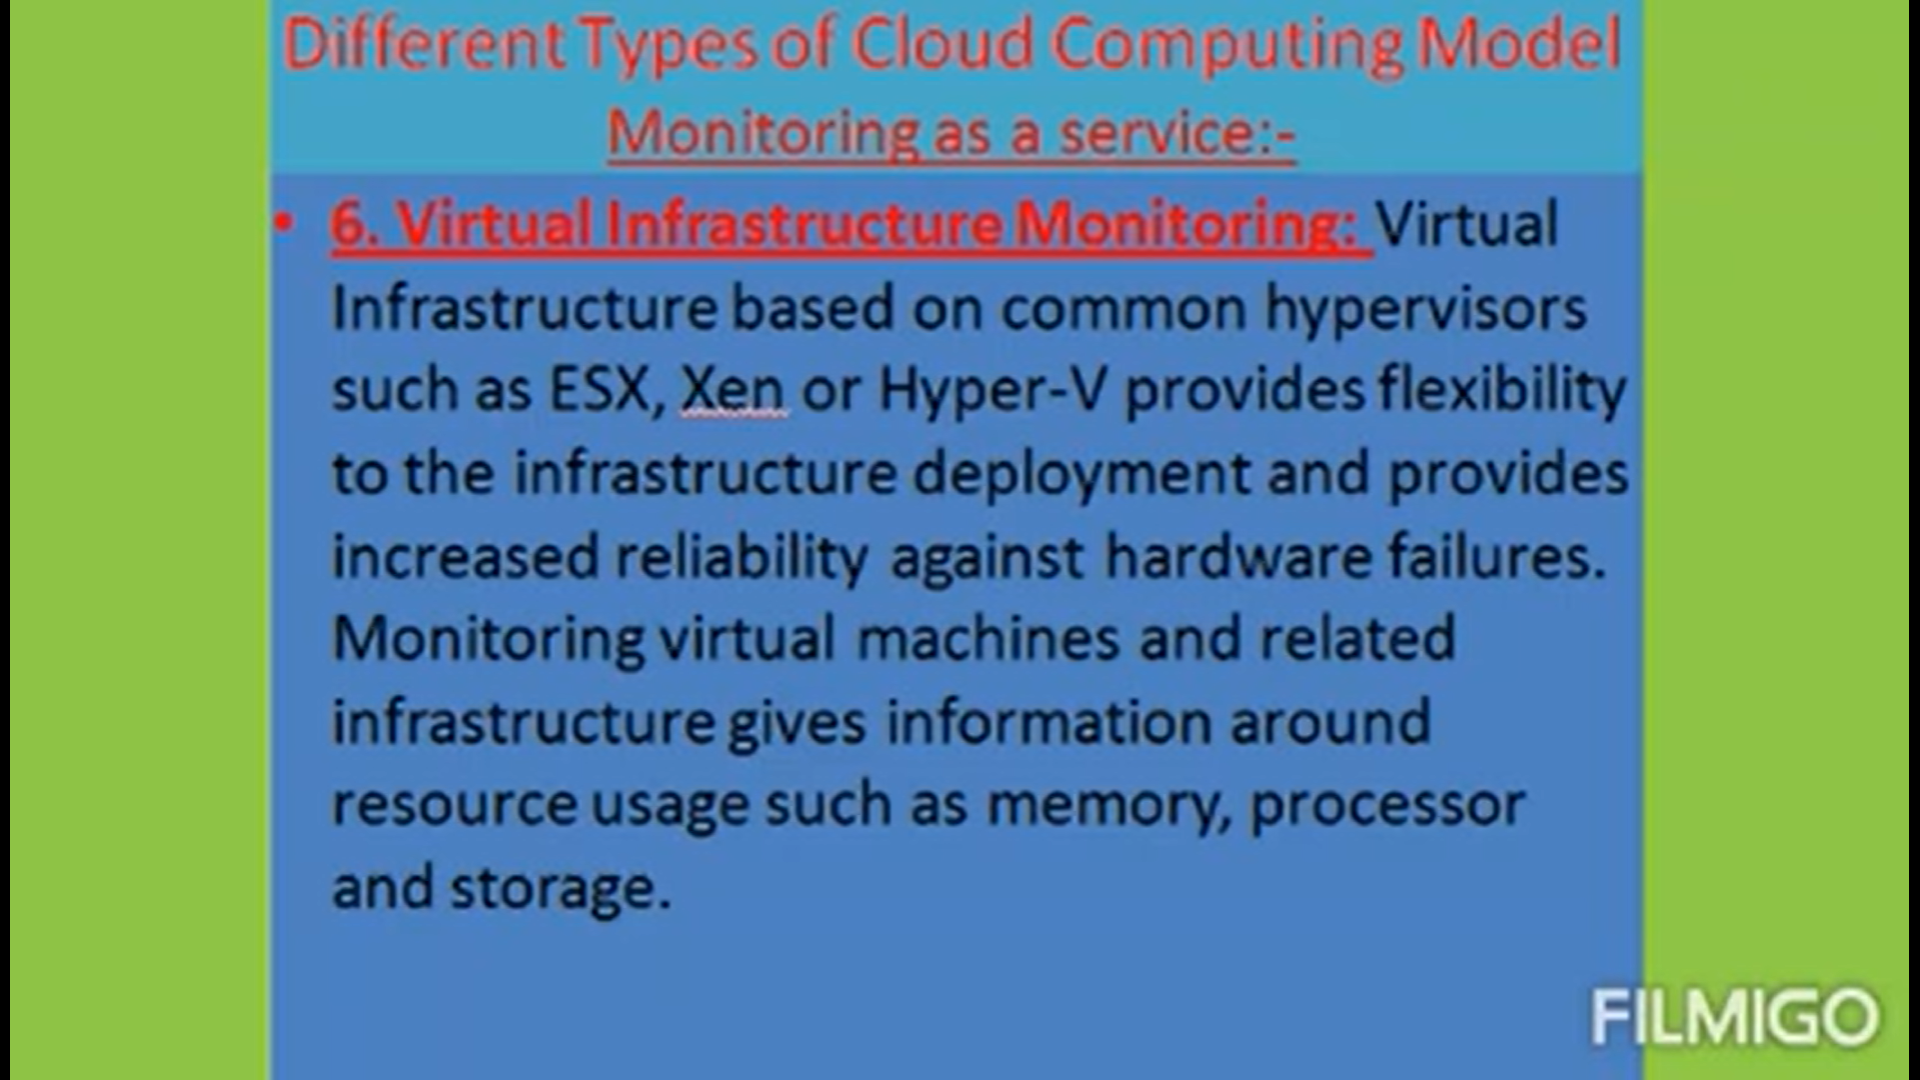 Different Types of Cloud Computing Model
Monitoring as a service:-
• 6. Virtual Infrastructure Monitoring: Virtual
Infrastructure based on common hypervisors
such as ESX, Xen or Hyper-V provides flexibility
to the infrastructure deployment and provides
increased reliability against hardware failures.
Monitoring virtual machines and related
infrastructure gives information around
resource usage such as memory, processor
and storage.
FILMIGO